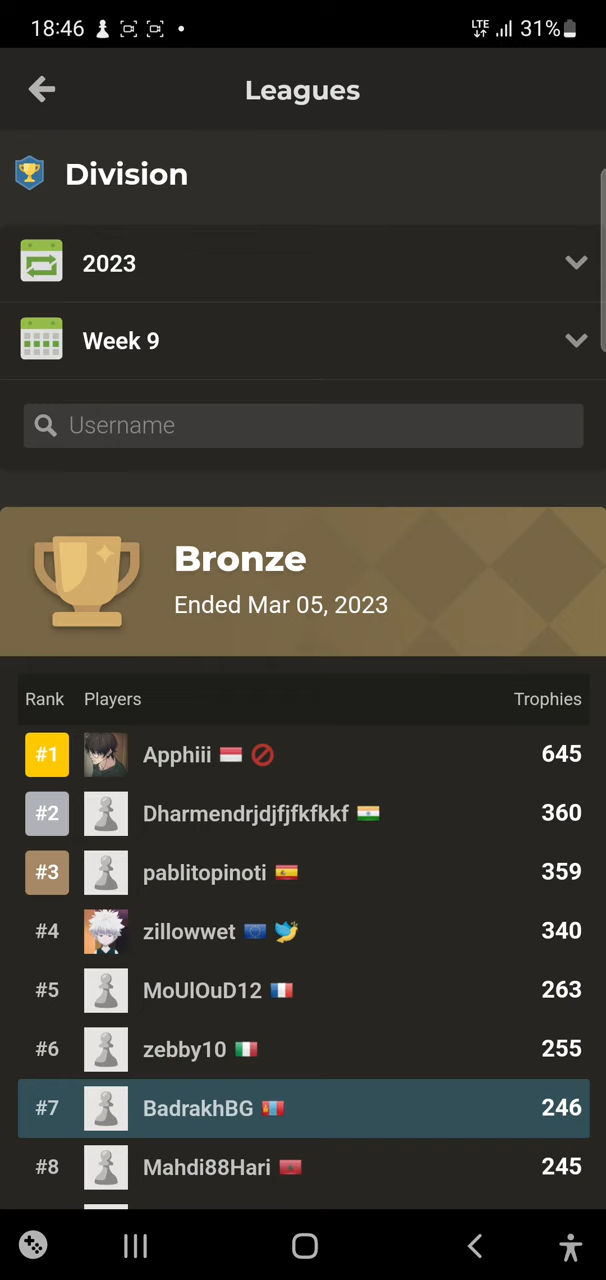 18:46 LTE 31%
Leagues
Division
2023
Week 9
Username
Bronze
Ended Mar 05, 2023
Rank Players Trophies
#1 Apphiii 645
#2 Dharmendrjdjfjfkfkkf 360
#3 pablitopinoti 359
#4 zillowwet 340
#5 MoUlOuD12 263
#6 zebby10 255
#7 BadrakhBG 246
#8 Mahdi88Hari 245